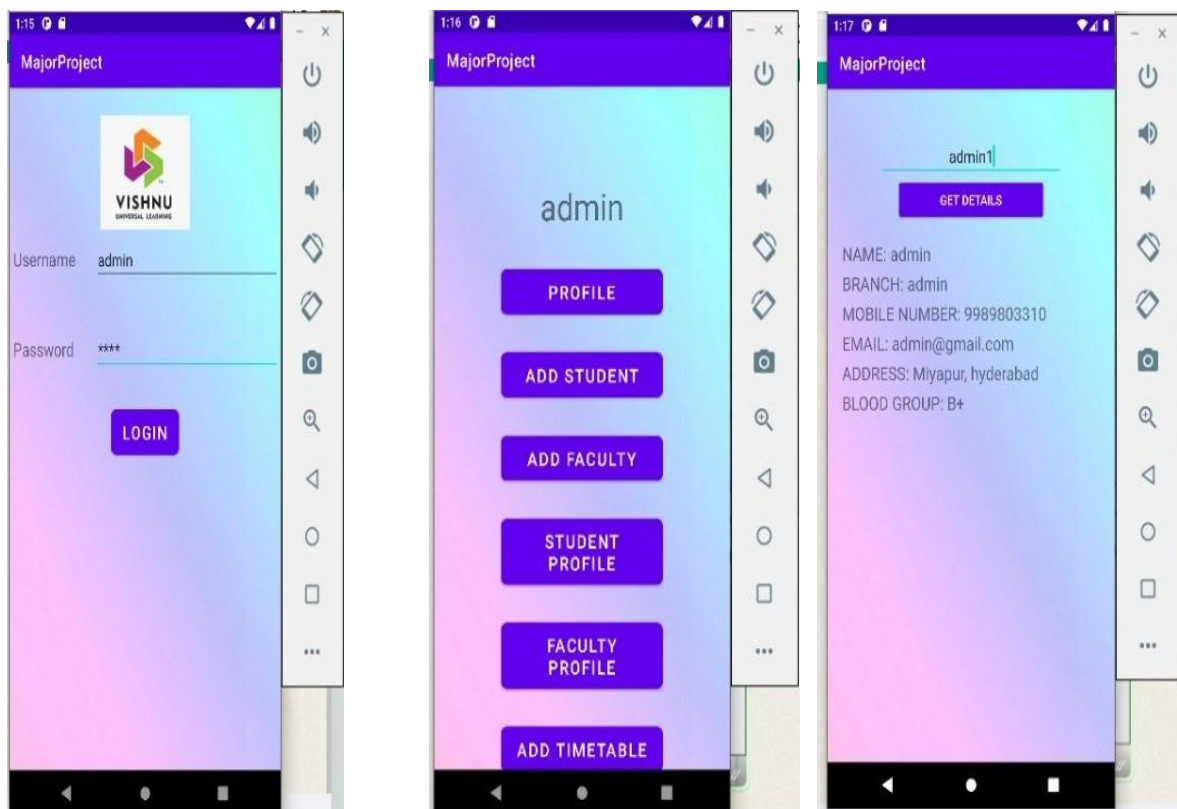 1:15
MajorProject
VISHNU
UNIVERSAL LEARNING
Username admin
Password ****
LOGIN
1:16
MajorProject
admin
PROFILE
ADD STUDENT
ADD FACULTY
STUDENT
PROFILE
FACULTY
PROFILE
ADD TIMETABLE
1:17
MajorProject
admin1
GET DETAILS
NAME: admin
BRANCH: admin
MOBILE NUMBER: 9989803310
EMAIL: admin@gmail.com
ADDRESS: Miyapur, hyderabad
BLOOD GROUP: B+